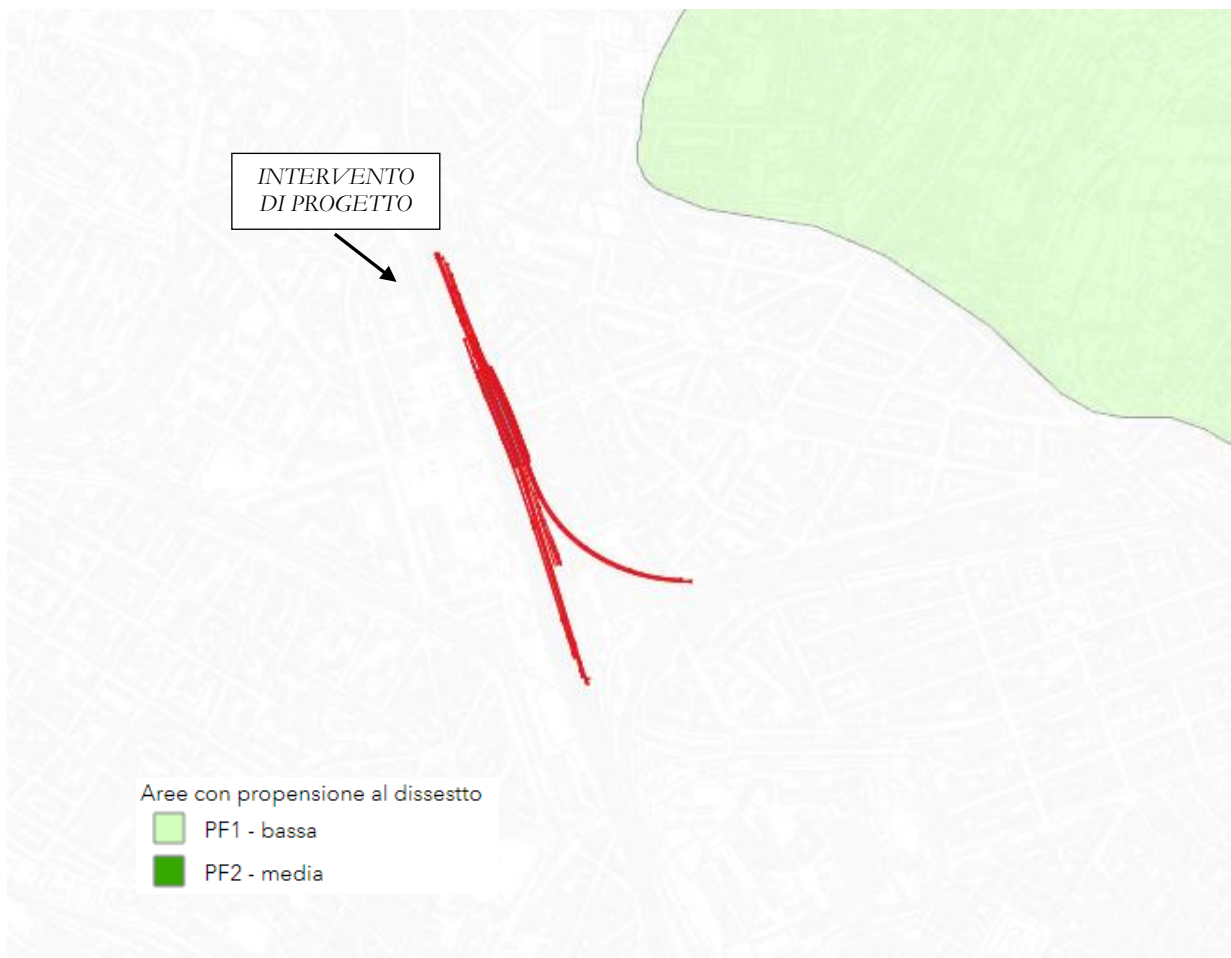 INTERVENTO
DI PROGETTO
Aree con propensione al dissestto
PF1 - bassa
PF2 - media